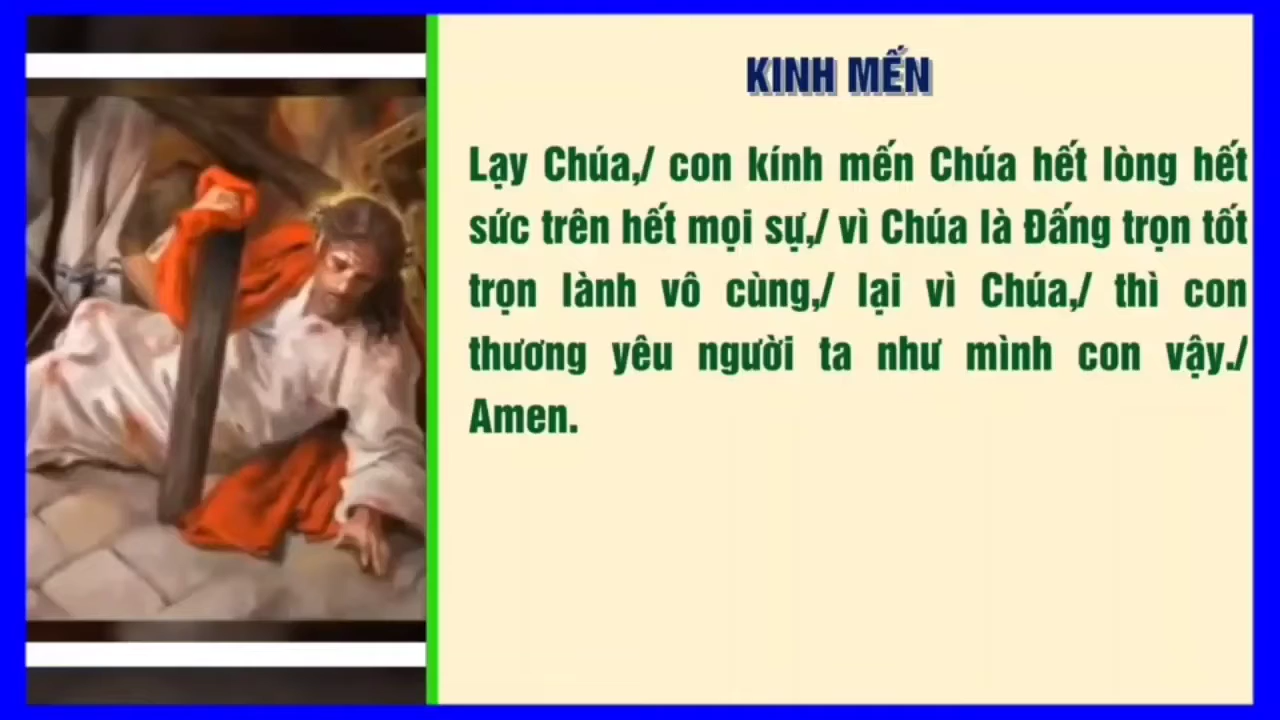 KINH MẾN
Lạy Chúa,/ con kính mến Chúa hết lòng hết
sức trên hết mọi sự,/ vì Chúa là Đấng trọn tốt
trọn lành vô cùng,/ lại vì Chúa,/ thì con
thương yêu người ta như mình con vậy./
Amen.